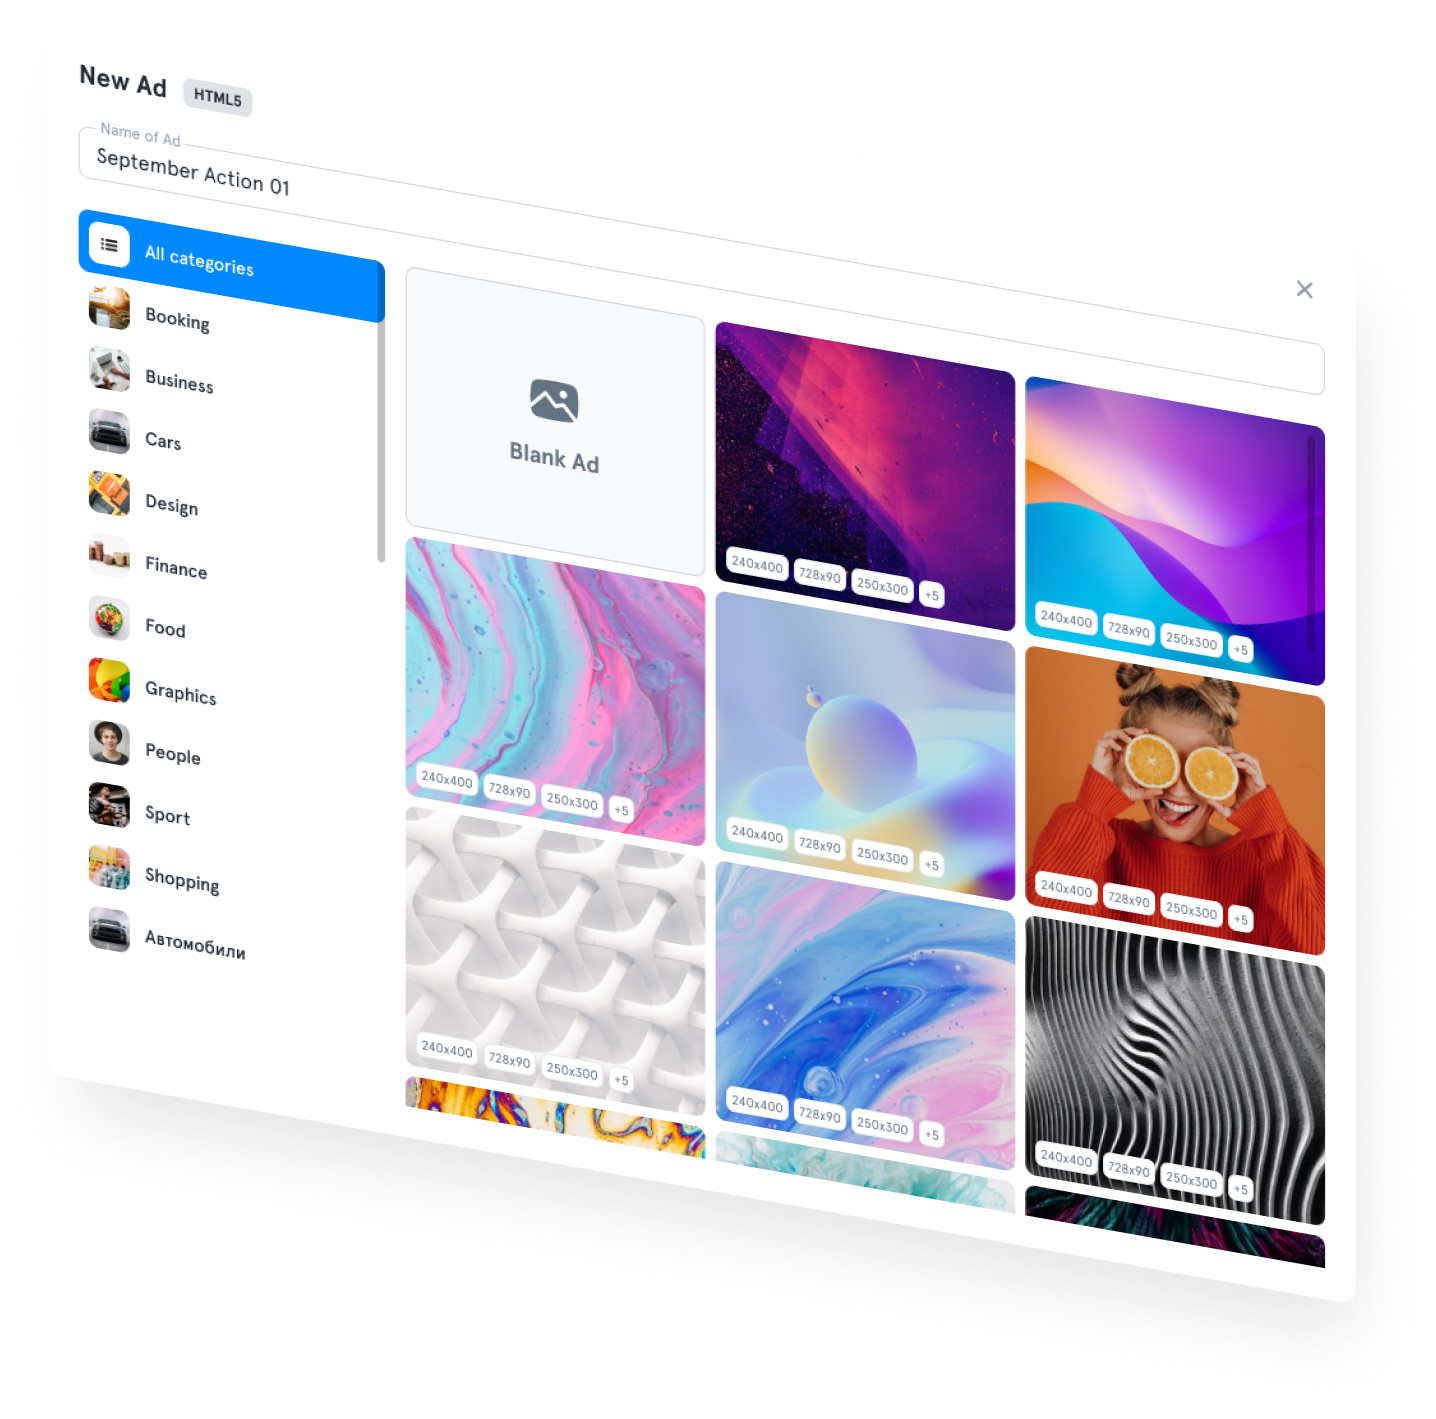 New Ad
HTML5
Name of Ad
September Action 01
All categories
Booking
Business
Cars
Design
Finance
Food
Graphics
People
Sport
Shopping
Автомобили
Blank Ad
240x400 728x90 250x300 +5
240x400 728x90 250x300 +5
240x400 728x90 250x300 +5
240x400 728x90 250x300 +5
240x400 728x90 250x300 +5
240x400 728x90 250x300 +5
240x400 728x90 250x300 +5
240x400 728x90 250x300 +5